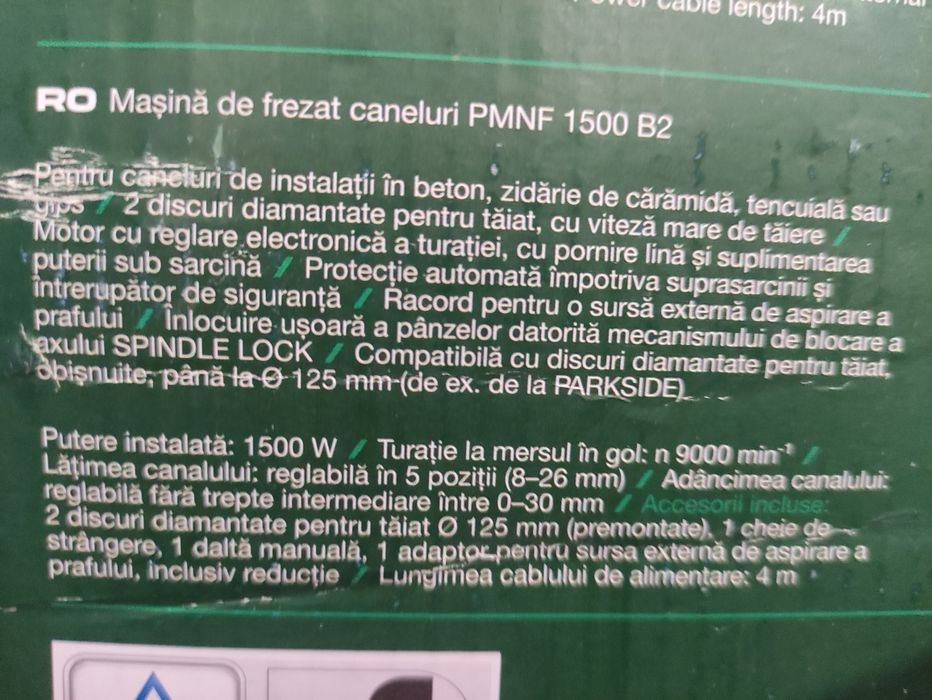 cable length: 4m
RO Mașină de frezat caneluri PMNF 1500 B2
Pentru caneluri de instalații în beton, zidărie de cărămidă, tencuială sau
gips / 2 discuri diamantate pentru tăiat, cu viteză mare de tăiere /
Motor cu reglare electronică a turației, cu pornire lină și suplimentarea
puterii sub sarcină / Protecție automată împotriva suprasarcinii și
întrerupător de siguranță / Racord pentru o sursă externă de aspirare a
prafului / Înlocuire ușoară a pânzelor datorită mecanismului de blocare a
axului SPINDLE LOCK / Compatibilă cu discuri diamantate pentru tăiat,
obișnuite, până la Ø 125 mm (de ex. de la PARKSIDE)
Putere instalată: 1500 W / Turație la mersul în gol: n 9000 min⁻¹ /
Lățimea canalului: reglabilă în 5 poziții (8–26 mm) / Adâncimea canalului:
reglabilă fără trepte intermediare între 0–30 mm / Accesorii incluse:
2 discuri diamantate pentru tăiat Ø 125 mm (premontate), 1 cheie de
strângere, 1 daltă manuală, 1 adaptor pentru sursa externă de aspirare a
prafului, inclusiv reducție / Lungimea cablului de alimentare: 4 m